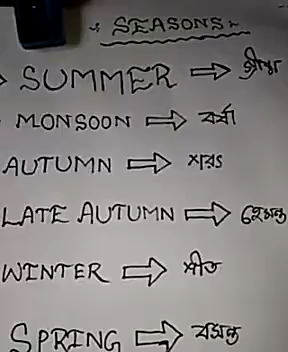 SEASONS
SUMMER ⇒ গ্রীষ্ম
MONSOON ⇒ বর্ষা
AUTUMN ⇒ শরৎ
LATE AUTUMN ⇒ হেমন্ত
WINTER ⇒ শীত
SPRING ⇒ বসন্ত